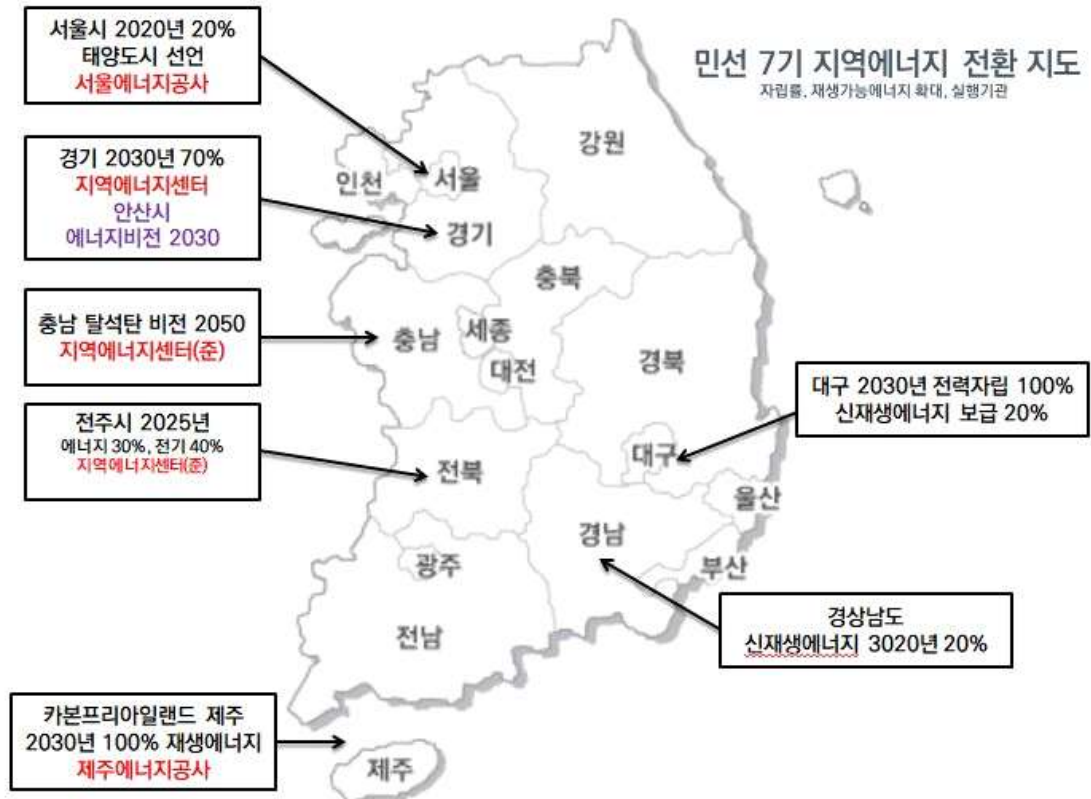 민선 7기 지역에너지 전환 지도
자립률, 재생가능에너지 확대, 실행기관
서울시 2020년 20%
태양도시 선언
서울에너지공사
경기 2030년 70%
지역에너지센터
안산시
에너지비전 2030
충남 탈석탄 비전 2050
지역에너지센터(준)
전주시 2025년
에너지 30%, 전기 40%
지역에너지센터(준)
카본프리아일랜드 제주
2030년 100% 재생에너지
제주에너지공사
대구 2030년 전력자립 100%
신재생에너지 보급 20%
경상남도
신재생에너지 3020년 20%
강원
인천
서울
경기
충북
세종
충남
대전
경북
대구
전북
울산
경남
부산
광주
전남
제주